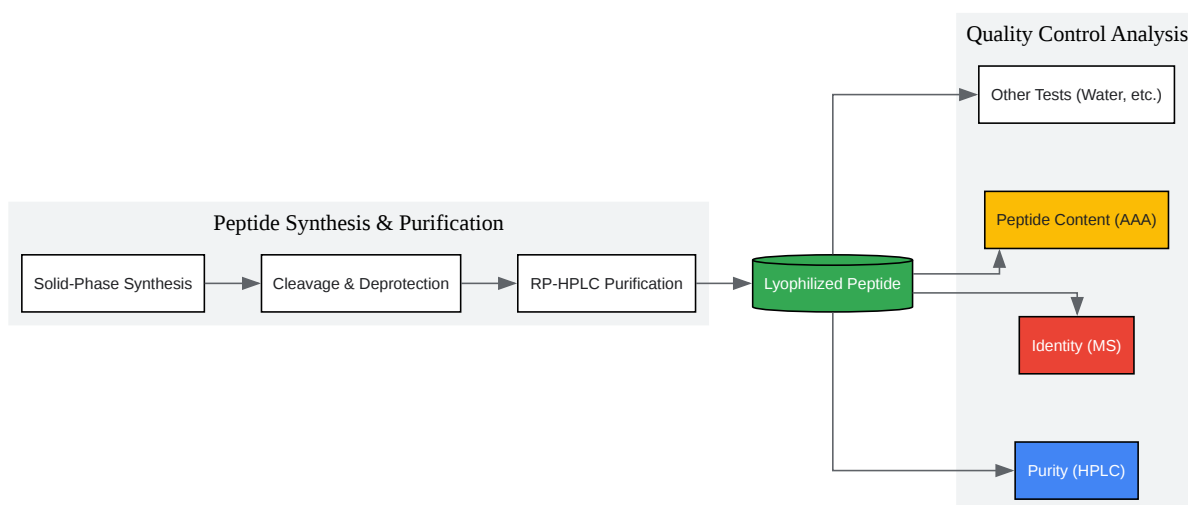 Quality Control Analysis
Other Tests (Water, etc.)
Peptide Content (AAA)
Peptide Synthesis & Purification
Solid-Phase Synthesis
Cleavage & Deprotection
RP-HPLC Purification
Lyophilized Peptide
Identity (MS)
Purity (HPLC)